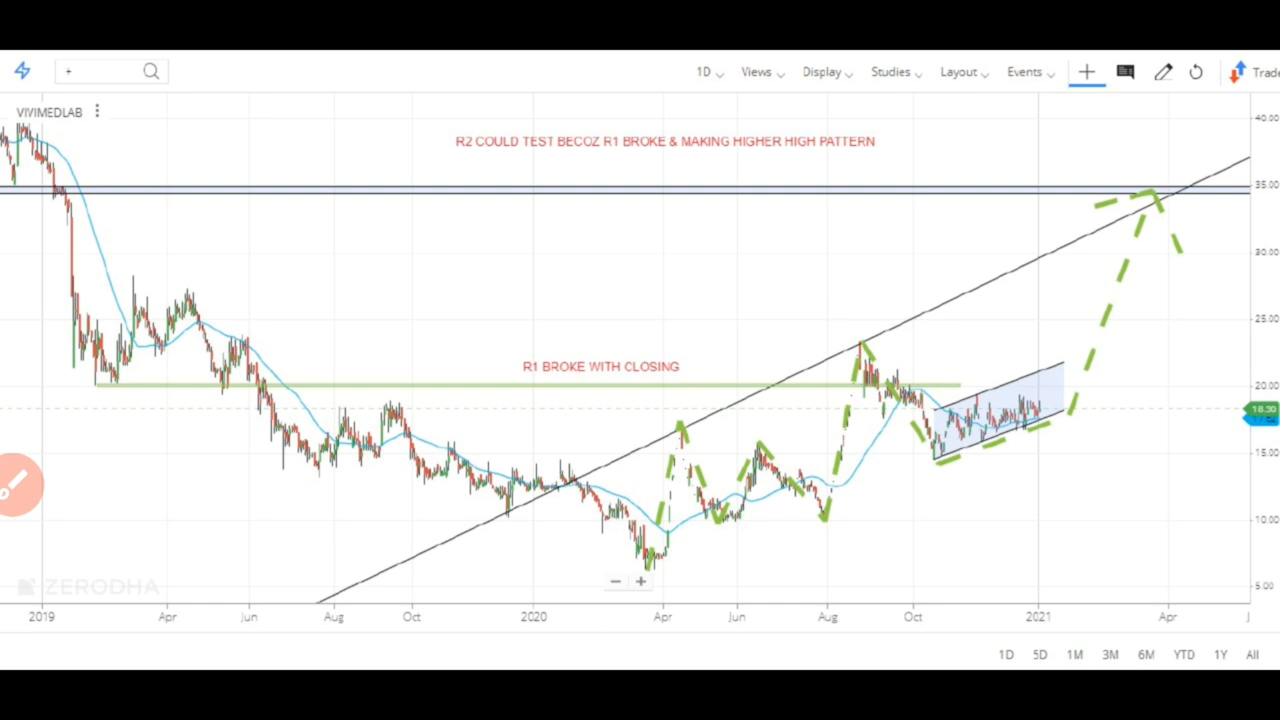 +
1D Views Display Studies Layout Events Trade
VIVIMEDLAB
R2 COULD TEST BECOZ R1 BROKE & MAKING HIGHER HIGH PATTERN
R1 BROKE WITH CLOSING
40.00
35.00
30.00
25.00
20.00
18.30
15.00
10.00
5.00
ZERODHA
− +
2019 Apr Jun Aug Oct 2020 Apr Jun Aug Oct 2021 Apr J
1D 5D 1M 3M 6M YTD 1Y All